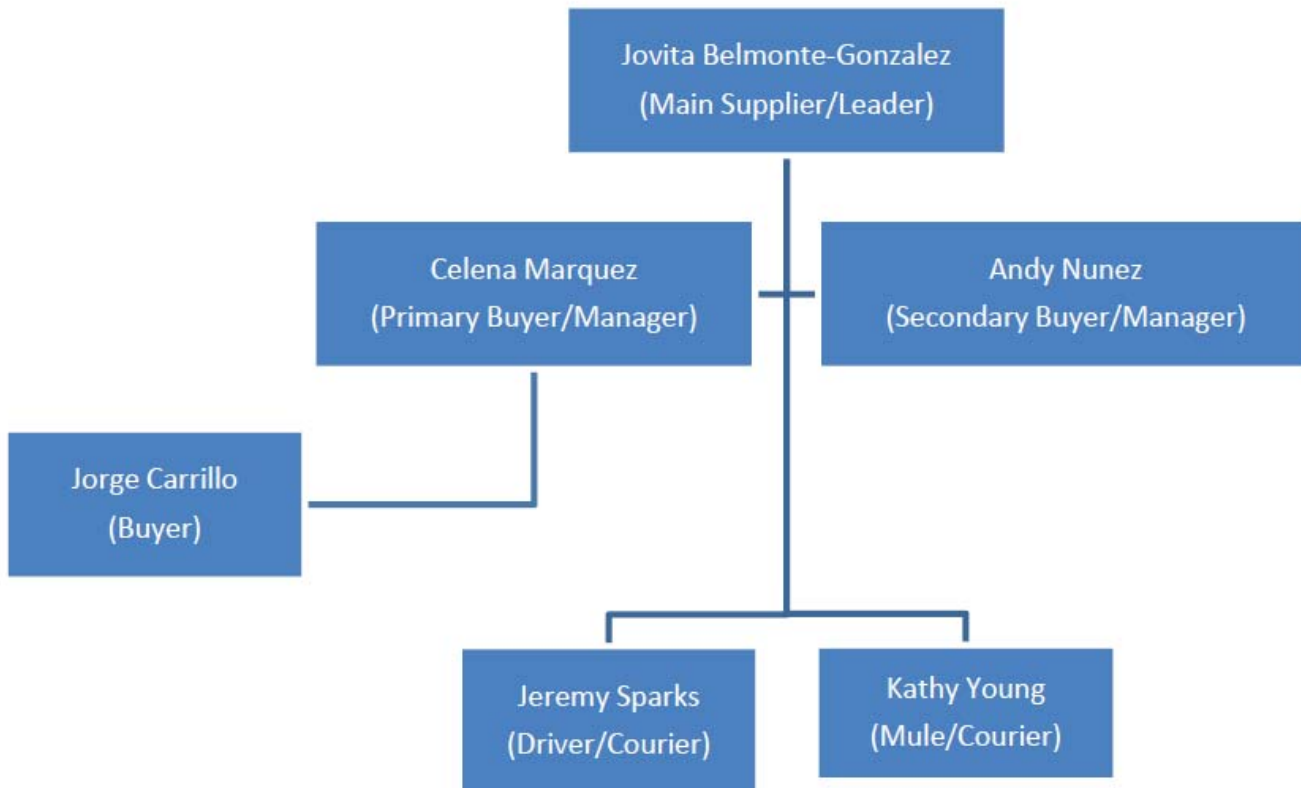 Jovita Belmonte-Gonzalez
(Main Supplier/Leader)
Celena Marquez
(Primary Buyer/Manager)
Andy Nunez
(Secondary Buyer/Manager)
Jorge Carrillo
(Buyer)
Jeremy Sparks
(Driver/Courier)
Kathy Young
(Mule/Courier)